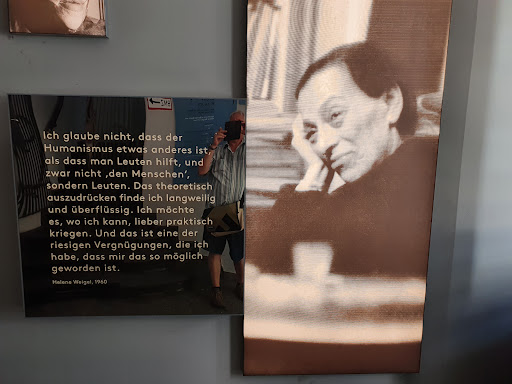 Ich glaube nicht, dass der
Humanismus etwas anderes ist,
als dass man Leuten hilft, und
zwar nicht ‚den Menschen‘,
sondern Leuten. Das theoretisch
auszudrücken finde ich langweilig
und überflüssig. Ich möchte
es, wo ich kann, lieber praktisch
kriegen. Und das ist eine der
riesigen Vergnügungen, die ich
habe, dass mir das so möglich
geworden ist.
Helene Weigel, 1960